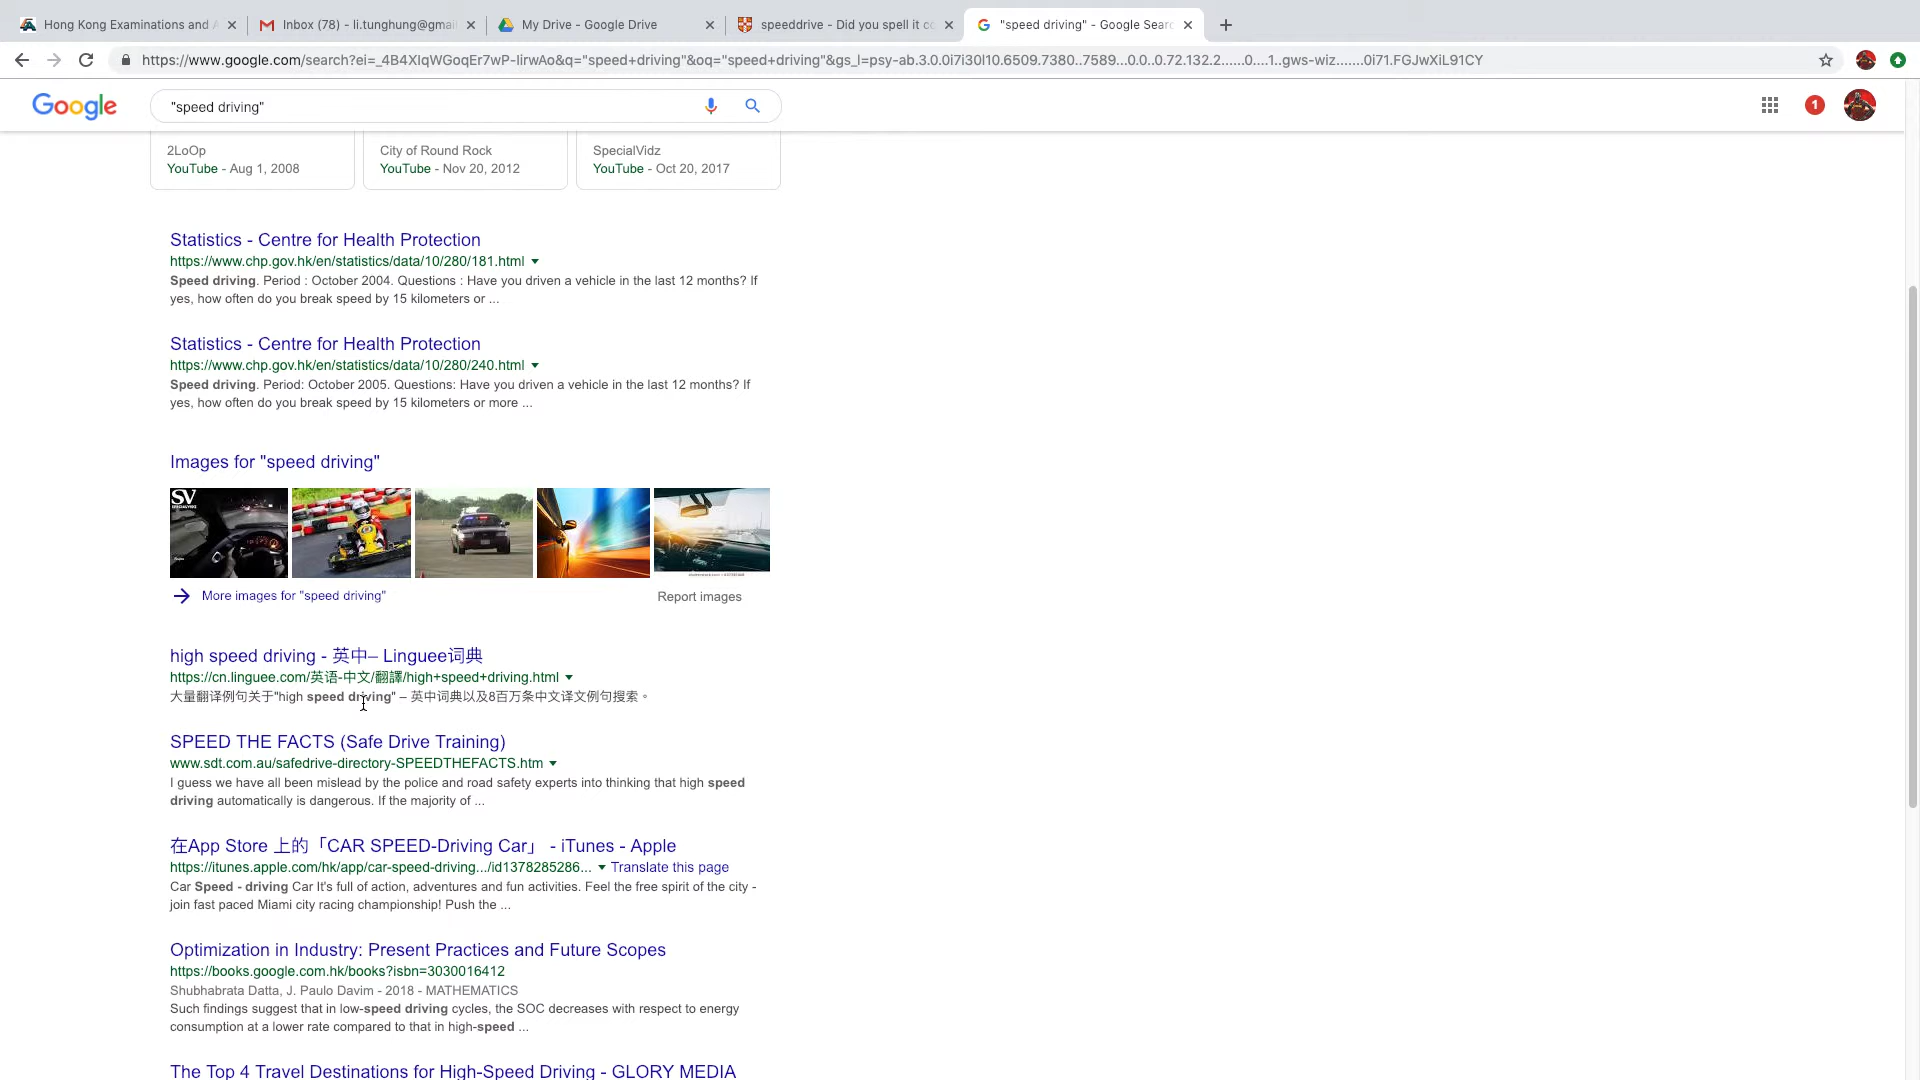 Hong Kong Examinations and A
Inbox (78) - li.tunghung@gmai
My Drive - Google Drive
speeddrive - Did you spell it co
"speed driving" - Google Searc
https://www.google.com/search?ei=_4B4XIqWGoqEr7wP-IirwAo&q="speed+driving"&oq="speed+driving"&gs_l=psy-ab.3.0.0i7i30l10.6509.7380..7589...0.0..0.72.132.2......0....1..gws-wiz.......0i71.FGJwXiL91CY
Google
"speed driving"
1
2LoOp
YouTube - Aug 1, 2008
City of Round Rock
YouTube - Nov 20, 2012
SpecialVidz
YouTube - Oct 20, 2017
Statistics - Centre for Health Protection
https://www.chp.gov.hk/en/statistics/data/10/280/181.html
Speed driving. Period : October 2004. Questions : Have you driven a vehicle in the last 12 months? If
yes, how often do you break speed by 15 kilometers or ...
Statistics - Centre for Health Protection
https://www.chp.gov.hk/en/statistics/data/10/280/240.html
Speed driving. Period: October 2005. Questions: Have you driven a vehicle in the last 12 months? If
yes, how often do you break speed by 15 kilometers or more ...
Images for "speed driving"
SV
More images for "speed driving"
Report images
high speed driving - 英中– Linguee词典
https://cn.linguee.com/英语-中文/翻譯/high+speed+driving.html
大量翻译例句关于"high speed driving" – 英中词典以及8百万条中文译文例句搜索。
SPEED THE FACTS (Safe Drive Training)
www.sdt.com.au/safedrive-directory-SPEEDTHEFACTS.htm
I guess we have all been mislead by the police and road safety experts into thinking that high speed
driving automatically is dangerous. If the majority of ...
在App Store 上的「CAR SPEED-Driving Car」 - iTunes - Apple
https://itunes.apple.com/hk/app/car-speed-driving.../id1378285286...
Translate this page
Car Speed - driving Car It's full of action, adventures and fun activities. Feel the free spirit of the city -
join fast paced Miami city racing championship! Push the ...
Optimization in Industry: Present Practices and Future Scopes
https://books.google.com.hk/books?isbn=3030016412
Shubhabrata Datta, J. Paulo Davim - 2018 - MATHEMATICS
Such findings suggest that in low-speed driving cycles, the SOC decreases with respect to energy
consumption at a lower rate compared to that in high-speed ...
The Top 4 Travel Destinations for High-Speed Driving - GLORY MEDIA